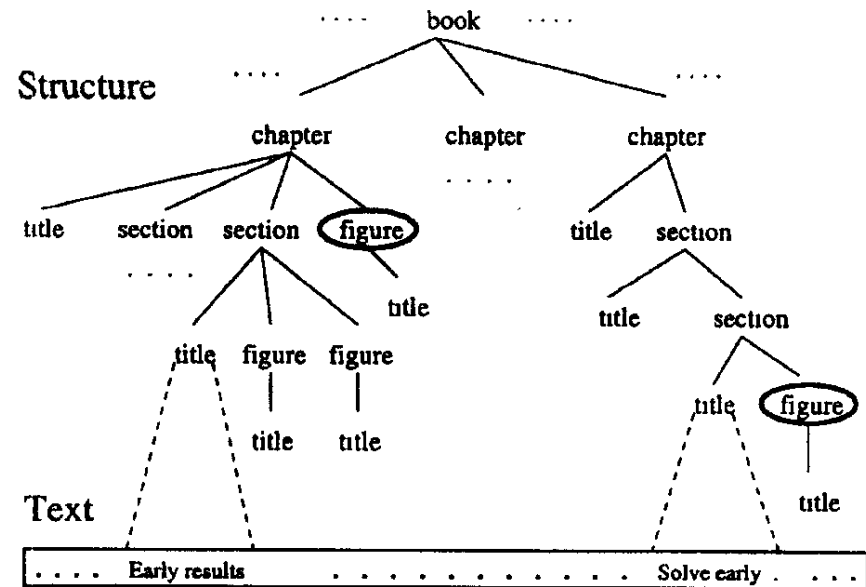 .... book ....
.... ....
Structure
chapter chapter chapter
....
title section section figure title section
....
title title section
title figure figure
title figure
title title
title
Text
.... Early results .............. Solve early . ...